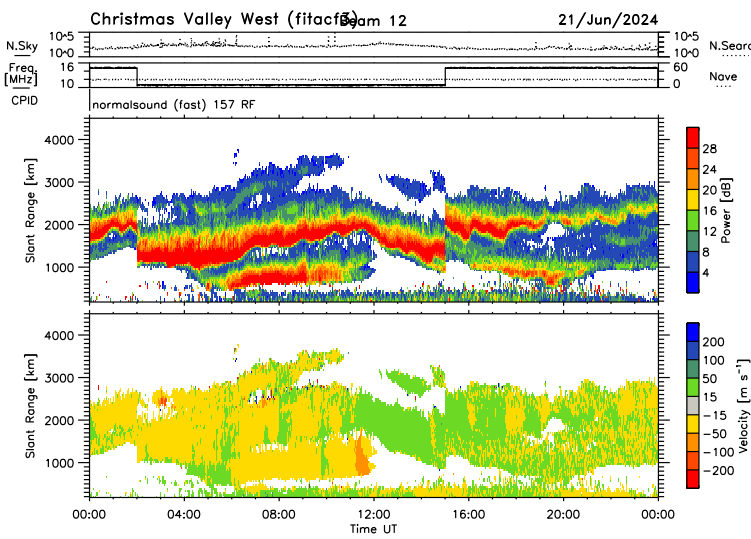 Christmas Valley West (fitacf3) Beam 12 21/Jun/2024
N.Sky 10^5 10^0 10^5 10^0 N.Sear
Freq [MHz] 16 10 60 0 Nave
CPID normalsound (fast) 157 RF
Slant Range [km] 4000 3000 2000 1000
28 24 20 16 12 8 4 Power [dB]
Slant Range [km] 4000 3000 2000 1000
200 100 50 15 -15 -50 -100 -200 Velocity [m s⁻¹]
00:00 04:00 08:00 12:00 16:00 20:00 00:00
Time UT